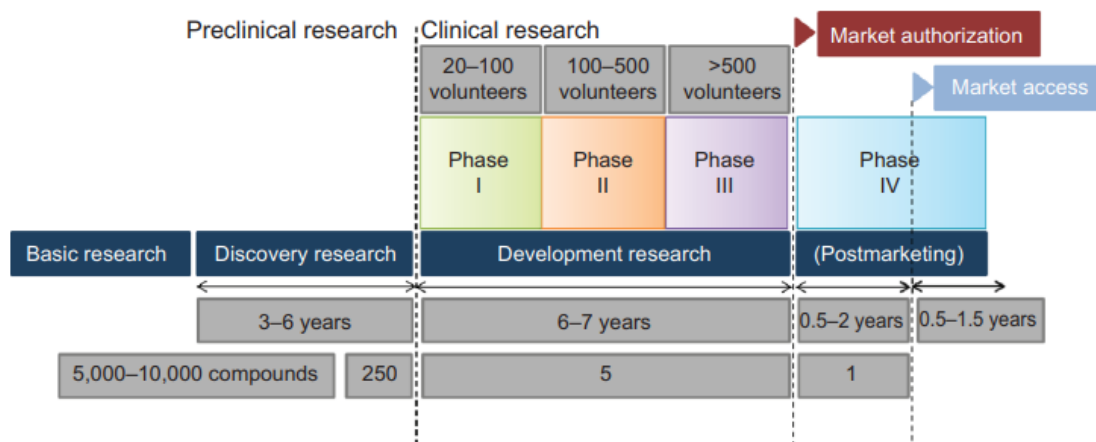 Preclinical research
Clinical research
Market authorization
Market access
20–100
volunteers
100–500
volunteers
>500
volunteers
Phase
I
Phase
II
Phase
III
Phase
IV
Basic research
Discovery research
Development research
(Postmarketing)
3–6 years
6–7 years
0.5–2 years
0.5–1.5 years
5,000–10,000 compounds
250
5
1